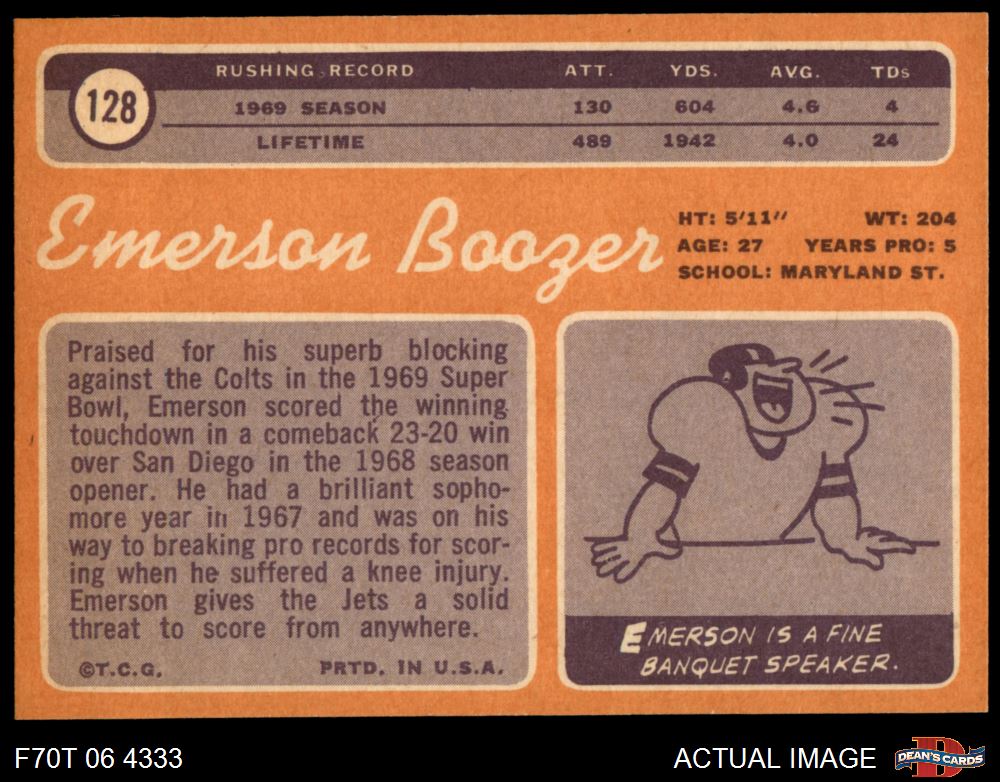 128
RUSHING RECORD ATT. YDS. AVG. TDs
1969 SEASON 130 604 4.6 4
LIFETIME 489 1942 4.0 24
Emerson Boozer
HT: 5'11" WT: 204
AGE: 27 YEARS PRO: 5
SCHOOL: MARYLAND ST.
Praised for his superb blocking
against the Colts in the 1969 Super
Bowl, Emerson scored the winning
touchdown in a comeback 23-20 win
over San Diego in the 1968 season
opener. He had a brilliant sopho-
more year in 1967 and was on his
way to breaking pro records for scor-
ing when he suffered a knee injury.
Emerson gives the Jets a solid
threat to score from anywhere.
©T.C.G. PRTD. IN U.S.A.
EMERSON IS A FINE
BANQUET SPEAKER.
F70T 06 4333 ACTUAL IMAGE
D
DEAN'S CARDS